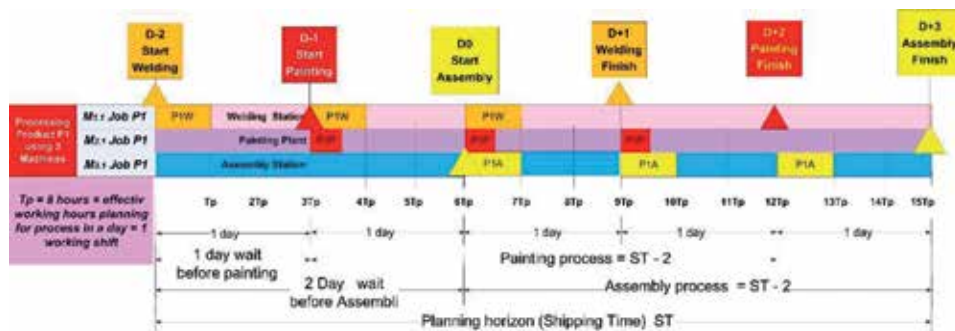 D-2
Start
Welding
D-1
Start
Painting
D0
Start
Assembly
D+1
Welding
Finish
D+2
Painting
Finish
D+3
Assembly
Finish
Processing
Product P1
using 3
Machines
M1.1 Job P1
M2.1 Job P1
M3.1 Job P1
P1W Welding Station P1W P1W
Painting Plant
Assembly Station P1A P1A P1A
Tp = 8 hours = effectiv
working hours planning
for process in a day = 1
working shift
Tp 2Tp 3Tp 4Tp 5Tp 6Tp 7Tp 8Tp 9Tp 10Tp 12Tp 13Tp 14Tp 15Tp
1 day 1 day 1 day 1 day 1 day
1 day wait
before painting
Painting process = ST - 2
2 Day wait
before Assembli
Assembly process = ST - 2
Planning horizon (Shipping Time) ST